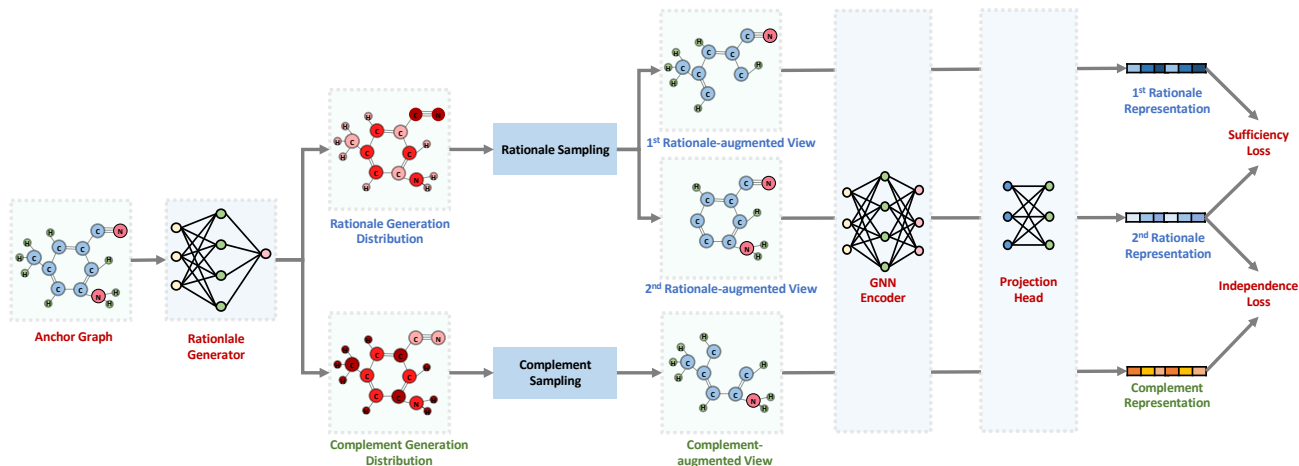 Anchor Graph
Rationlale
Generator
Rationale Generation
Distribution
Complement Generation
Distribution
Rationale Sampling
Complement
Sampling
1st Rationale-augmented View
2nd Rationale-augmented View
Complement-
augmented View
GNN
Encoder
Projection
Head
1st Rationale
Representation
2nd Rationale
Representation
Complement
Representation
Sufficiency
Loss
Independence
Loss